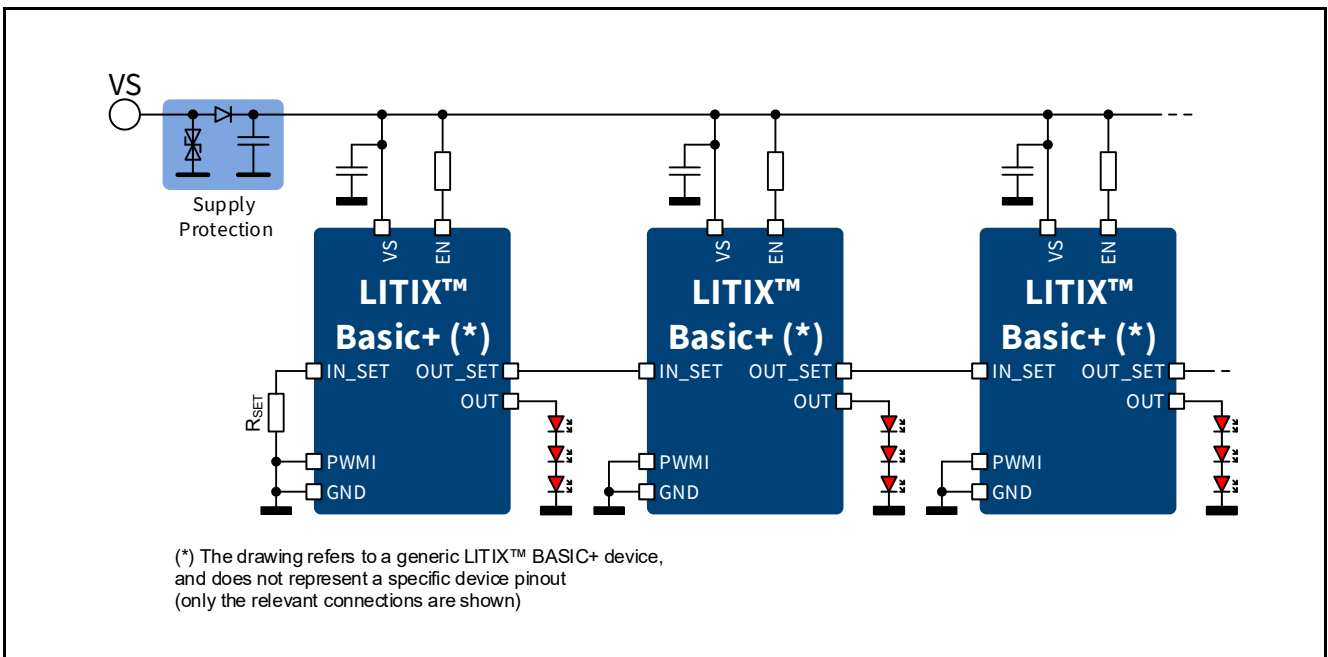 VS
Supply
Protection
VS EN VS EN VS EN
LITIX™ LITIX™ LITIX™
Basic+ (*) Basic+ (*) Basic+ (*)
IN_SET OUT_SET IN_SET OUT_SET IN_SET OUT_SET
OUT OUT OUT
RSET
PWMI PWMI PWMI
GND GND GND
(*) The drawing refers to a generic LITIX™ BASIC+ device,
and does not represent a specific device pinout
(only the relevant connections are shown)